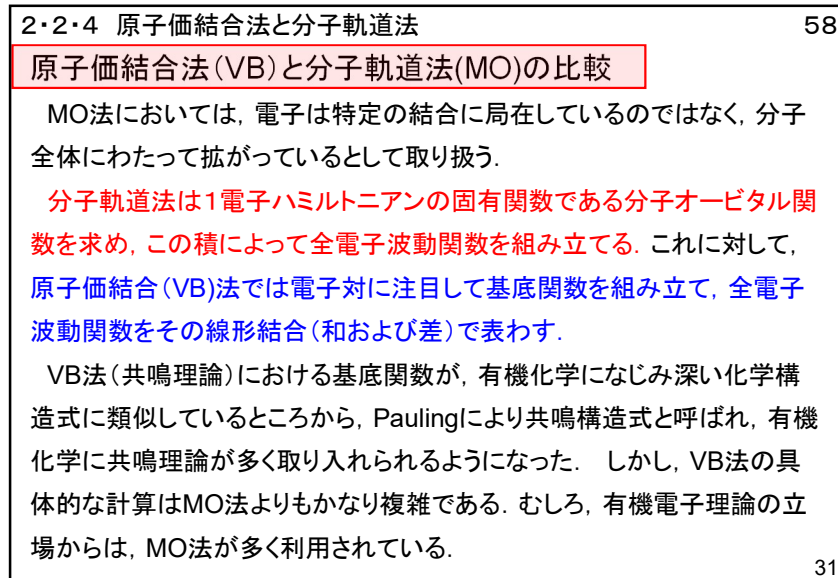 2・2・4 原子価結合法と分子軌道法 58
原子価結合法(VB)と分子軌道法(MO)の比較
MO法においては，電子は特定の結合に局在しているのではなく，分子
全体にわたって拡がっているとして取り扱う．
分子軌道法は１電子ハミルトニアンの固有関数である分子オービタル関
数を求め，この積によって全電子波動関数を組み立てる．これに対して，
原子価結合（VB)法では電子対に注目して基底関数を組み立て，全電子
波動関数をその線形結合（和および差）で表わす．
VB法（共鳴理論）における基底関数が，有機化学になじみ深い化学構
造式に類似しているところから，Paulingにより共鳴構造式と呼ばれ，有機
化学に共鳴理論が多く取り入れられるようになった． しかし，VB法の具
体的な計算はMO法よりもかなり複雑である．むしろ，有機電子理論の立
場からは，MO法が多く利用されている．
31